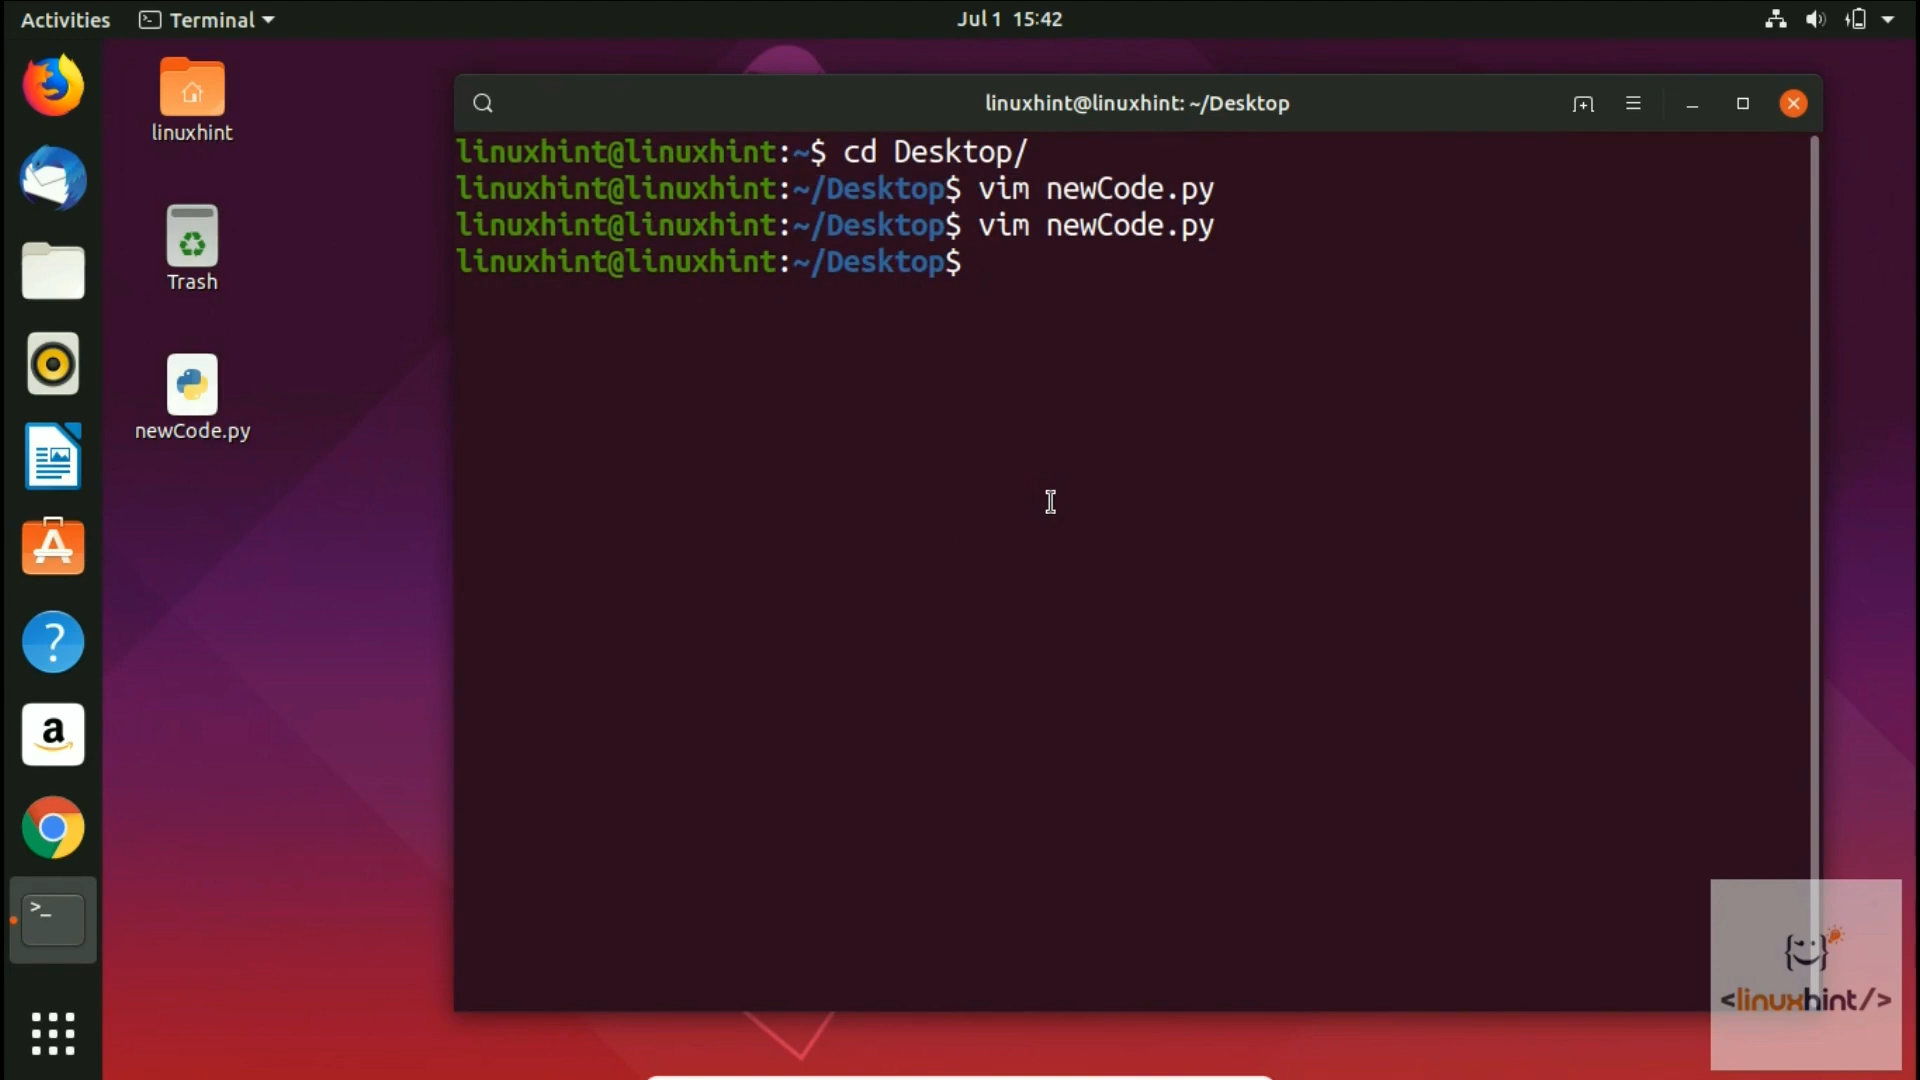 Activities Terminal Jul 1 15:42
linuxhint
Trash
newCode.py
linuxhint@linuxhint: ~/Desktop
linuxhint@linuxhint:~$ cd Desktop/
linuxhint@linuxhint:~/Desktop$ vim newCode.py
linuxhint@linuxhint:~/Desktop$ vim newCode.py
linuxhint@linuxhint:~/Desktop$
?
a
>_
<linuxhint/>